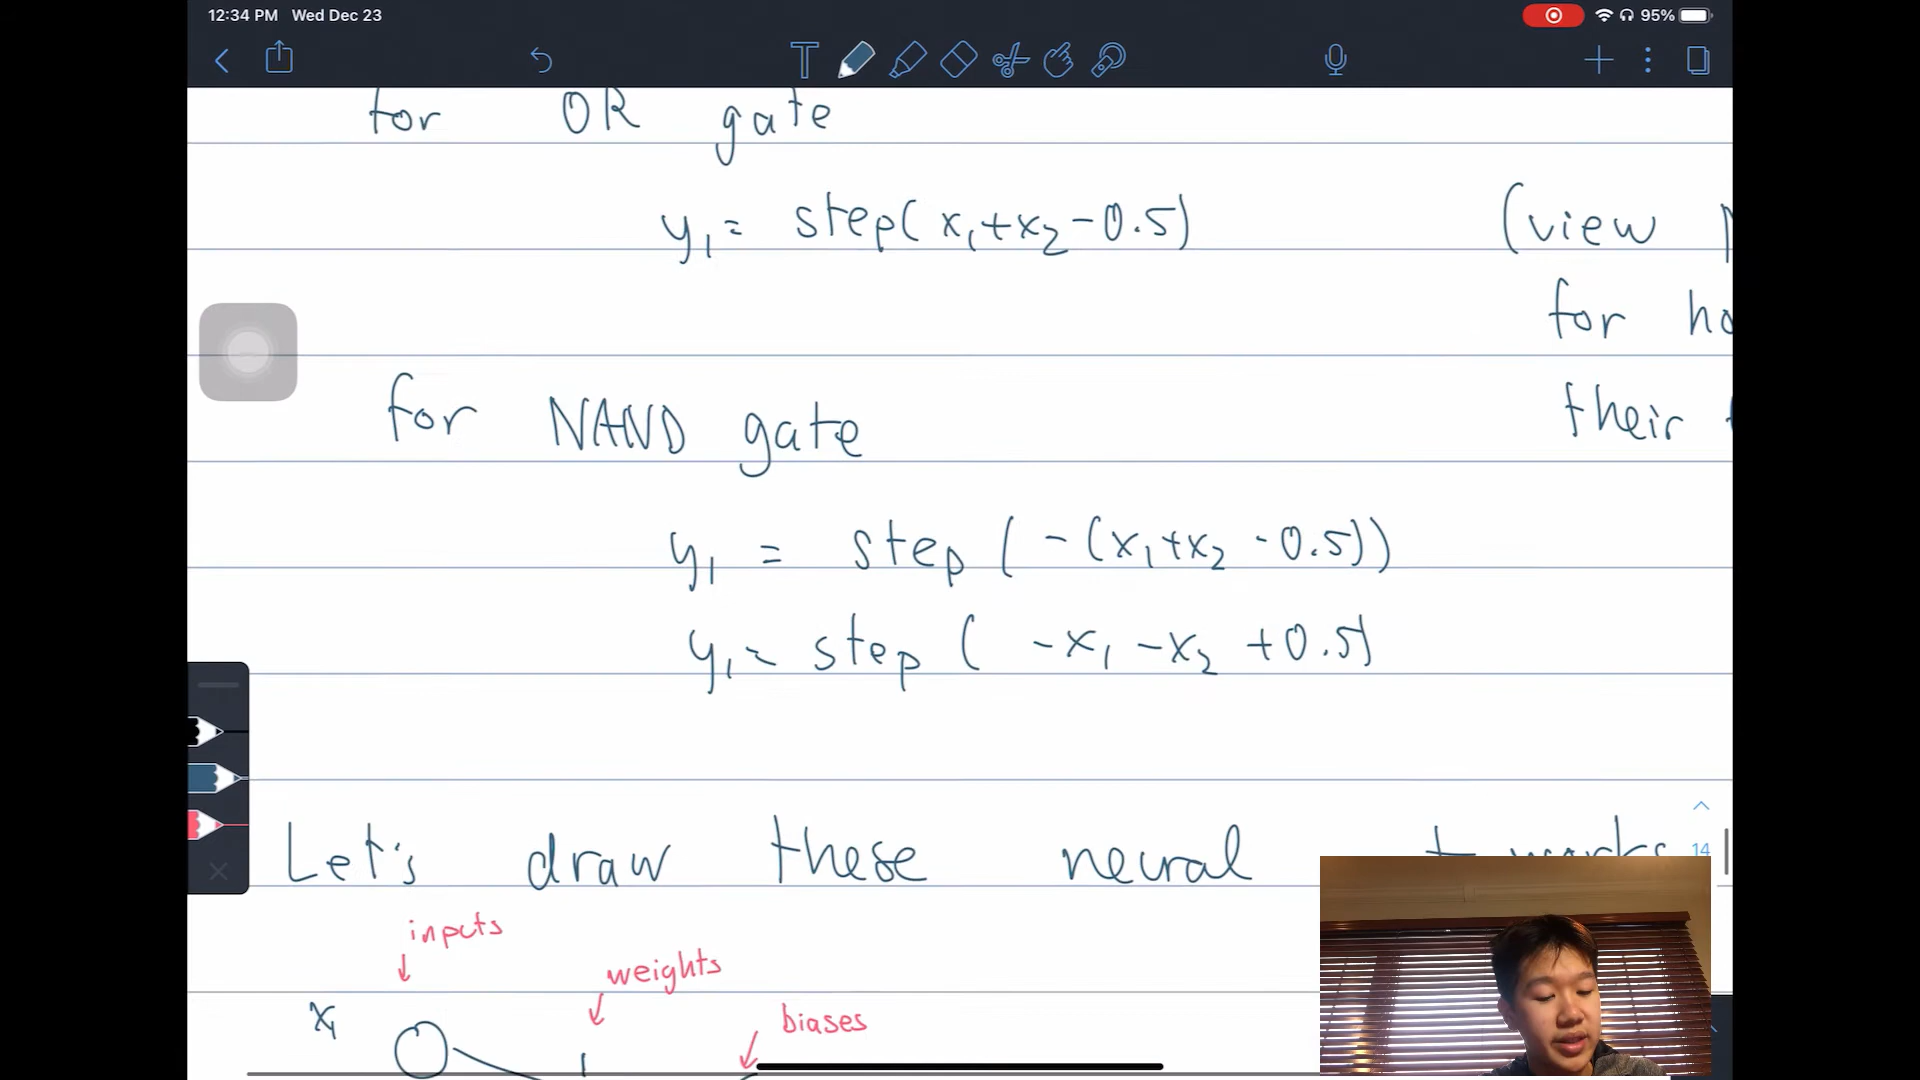 12:34 PM Wed Dec 23
95%
for OR gate
y₁ = step(x₁+x₂-0.5)
(view
for
their
for NAND gate
y₁ = step (-(x₁+x₂-0.5))
y₁= step ( -x₁ -x₂ +0.5)
Let's draw these neural
14
inputs
weights
biases
x₁